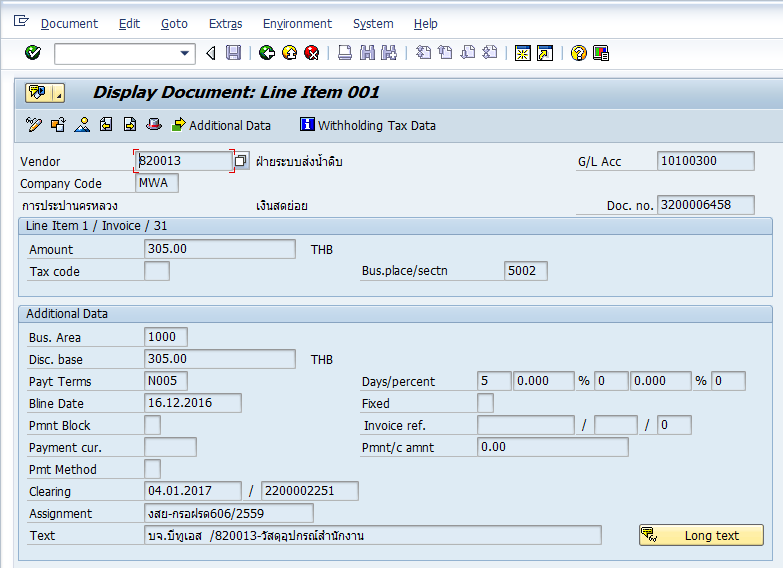 Document Edit Goto Extras Environment System Help
Display Document: Line Item 001
Additional Data Withholding Tax Data
Vendor 820013 ฝ่ายระบบส่งน้ำดิบ G/L Acc 10100300
Company Code MWA
การประปานครหลวง เงินสดย่อย Doc. no. 3200006458
Line Item 1 / Invoice / 31
Amount 305.00 THB
Tax code Bus.place/sectn 5002
Additional Data
Bus. Area 1000
Disc. base 305.00 THB
Payt Terms N005 Days/percent 5 0.000 % 0 0.000 % 0
Bline Date 16.12.2016 Fixed
Pmnt Block Invoice ref. / / 0
Payment cur. Pmnt/c amnt 0.00
Pmt Method
Clearing 04.01.2017 / 2200002251
Assignment งสย-กรอฝรด606/2559
Text บจ.บีทูเอส /820013-วัสดุอุปกรณ์สำนักงาน Long text